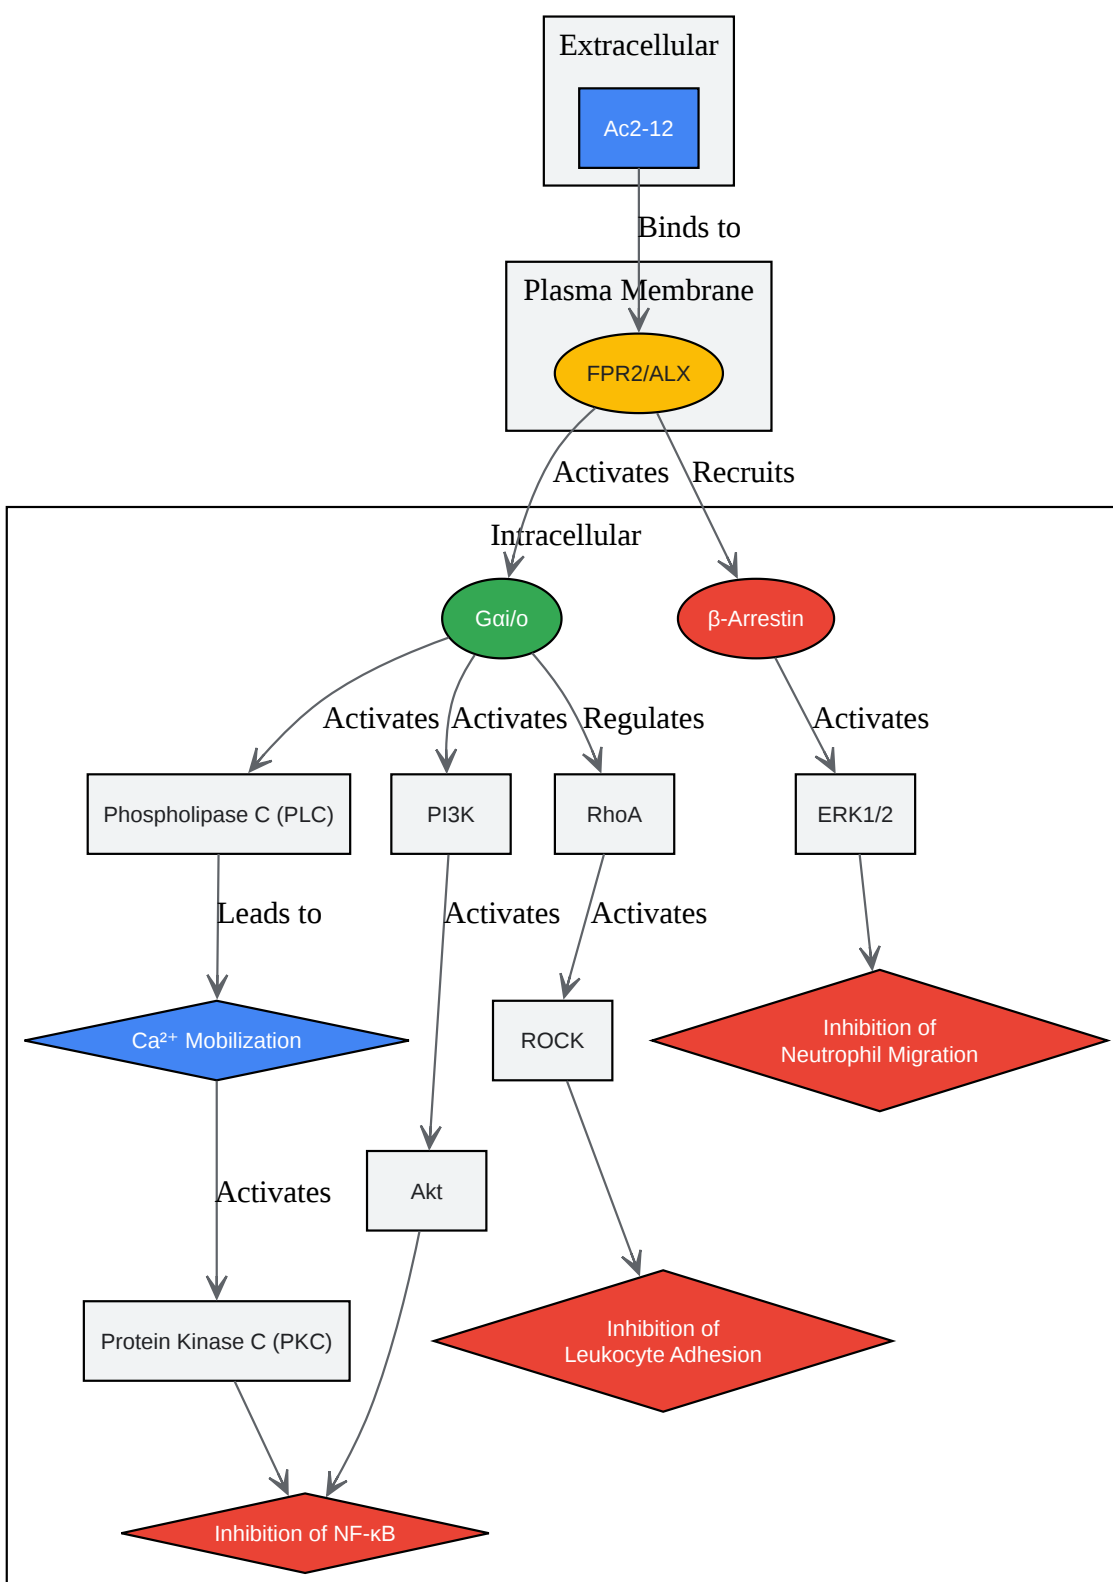 Extracellular
Ac2-12
Binds to
Plasma Membrane
FPR2/ALX
Activates
Recruits
Intracellular
Gαi/o
β-Arrestin
Activates
Activates
Regulates
Activates
Phospholipase C (PLC)
PI3K
RhoA
ERK1/2
Leads to
Activates
Activates
Ca²⁺ Mobilization
ROCK
Inhibition of
Neutrophil Migration
Activates
Akt
Protein Kinase C (PKC)
Inhibition of
Leukocyte Adhesion
Inhibition of NF-κB